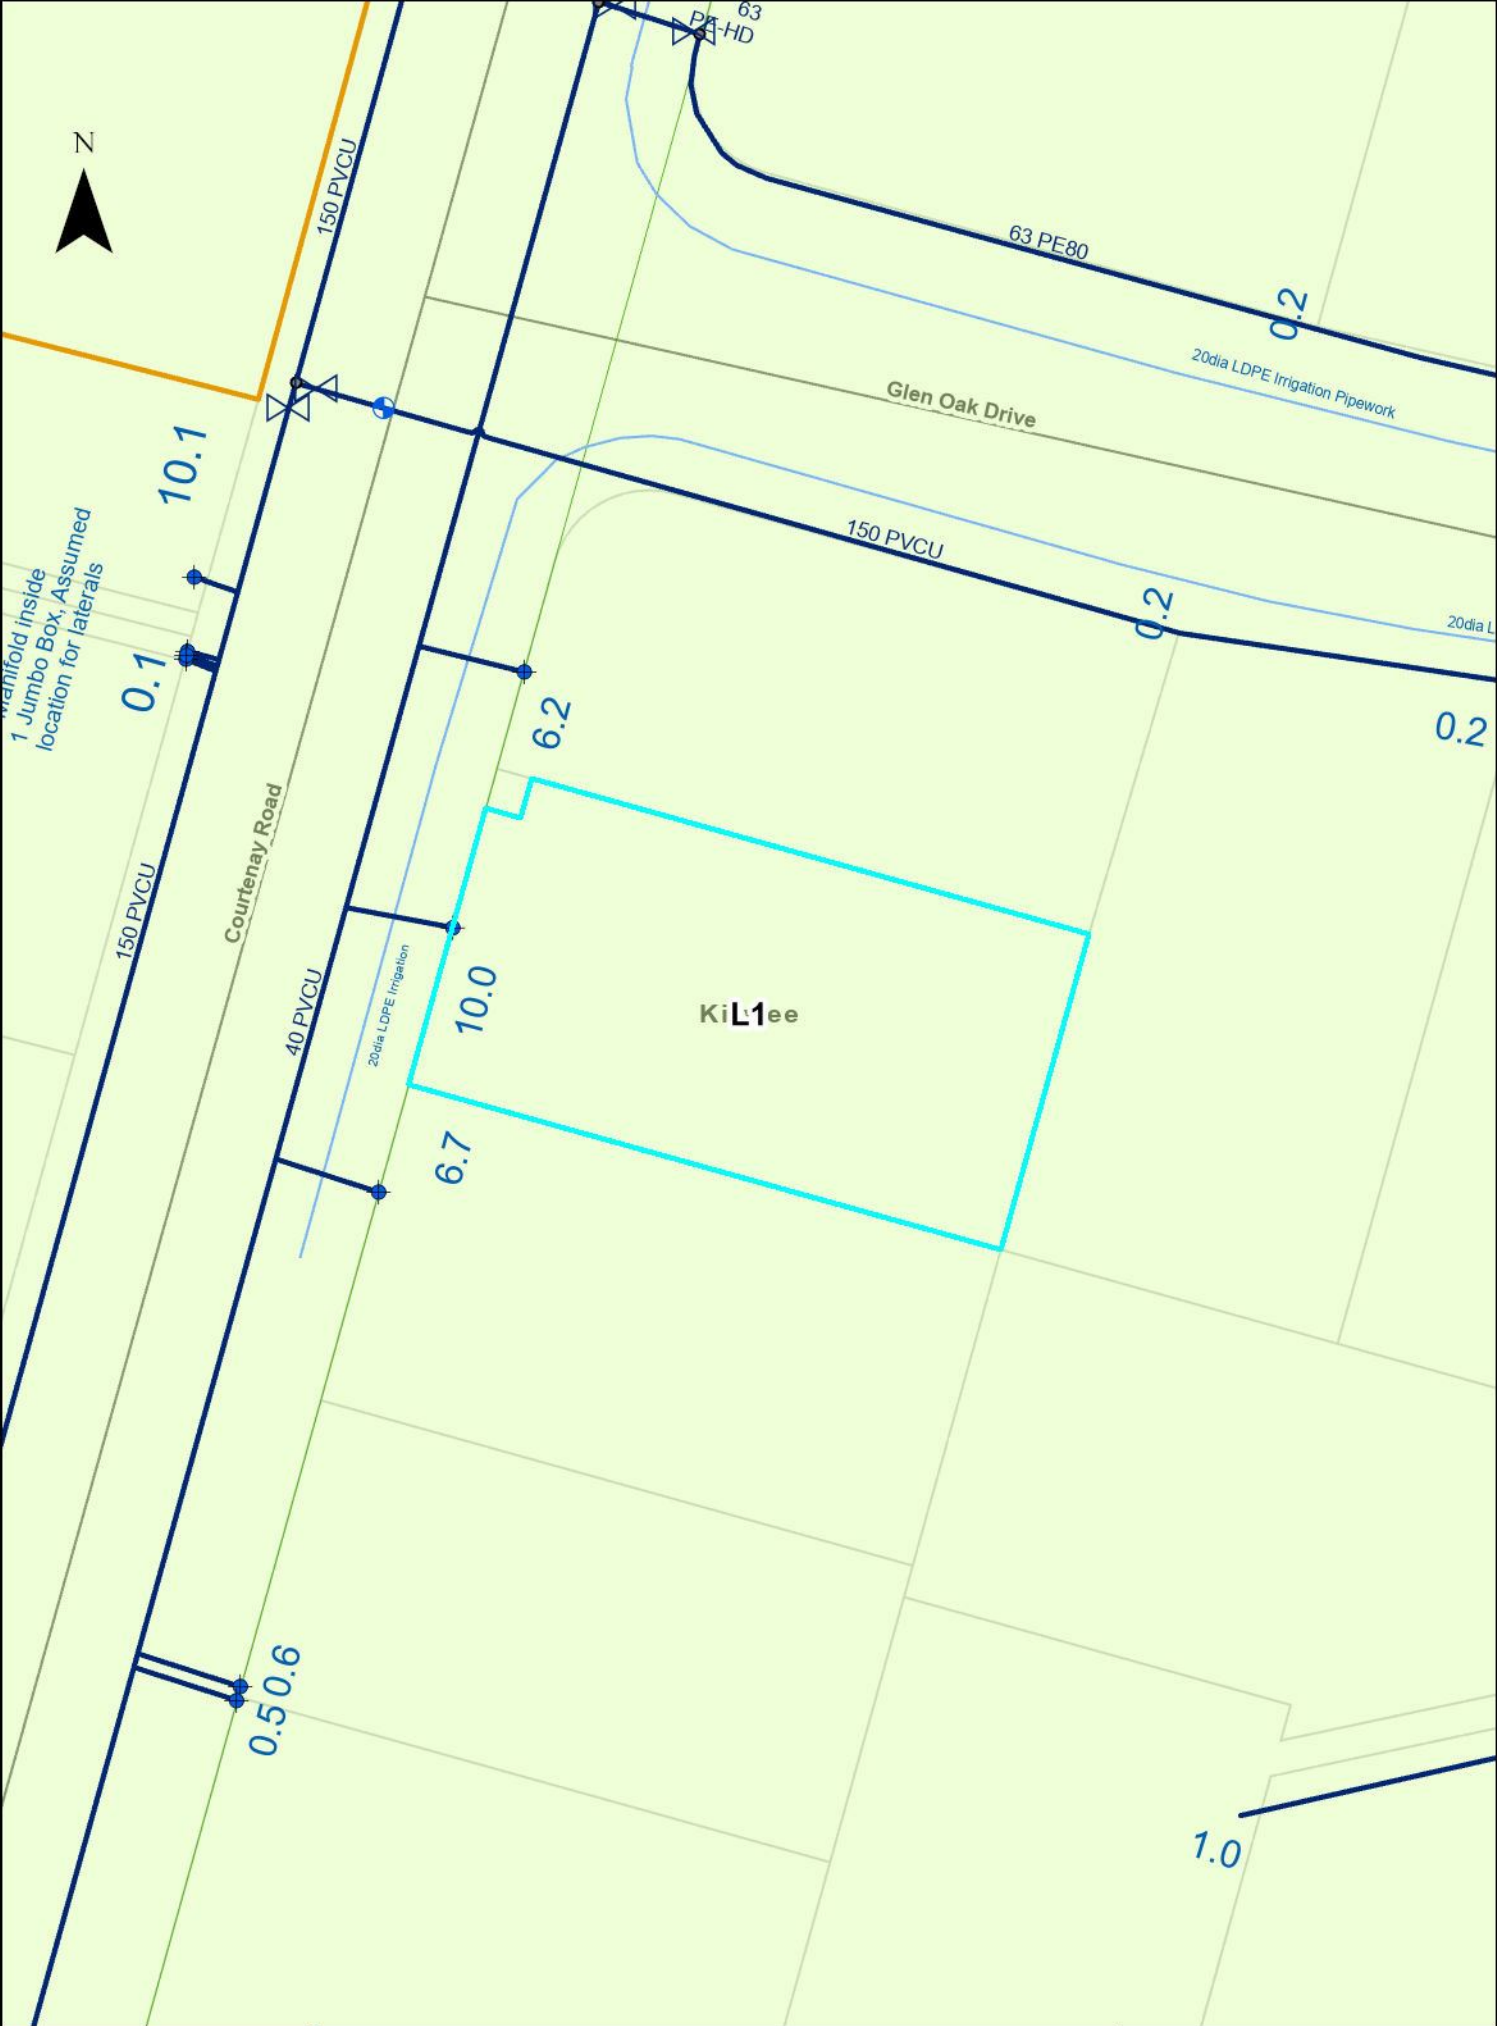 63
PE-HD
N
150 PVCU
63 PE80
0.2
20dia LDPE Irrigation Pipework
Glen Oak Drive
10.1
150 PVCU
1 Jumbo Box, Assumed
location for laterals
inside
0.2
20dia L
0.1
6.2
0.2
Courtenay Road
150 PVCU
40 PVCU
20dia LDPE Irrigation
10.0
L1
6.7
0.6
0.5
1.0